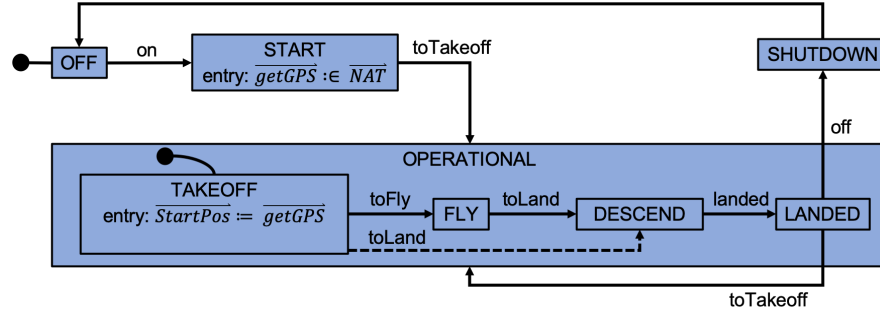 OFF
on
START
entry: getGPS :∈ NAT
toTakeoff
SHUTDOWN
off
OPERATIONAL
TAKEOFF
entry: StartPos ≔ getGPS
toFly
FLY
toLand
DESCEND
landed
LANDED
toLand
toTakeoff